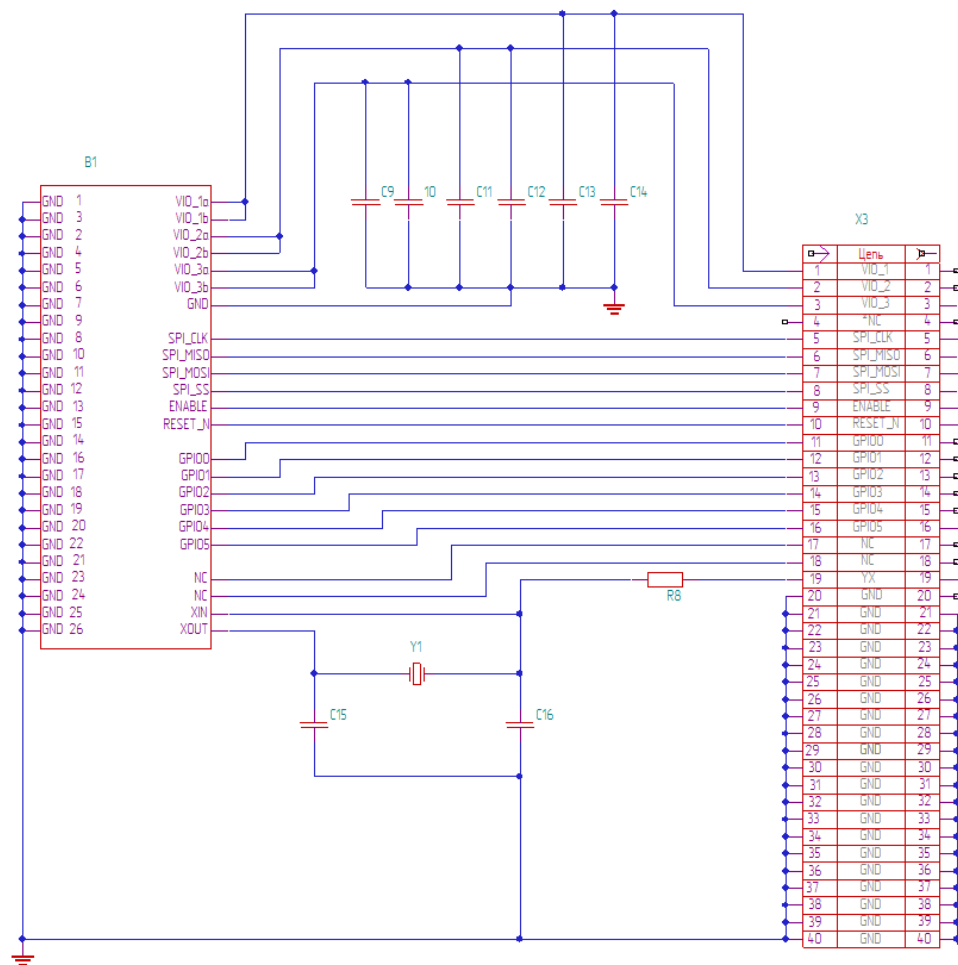 B1
GND 1 VIO_1a
GND 3 VIO_1b
GND 2 VIO_2a
GND 4 VIO_2b
GND 5 VIO_3a
GND 6 VIO_3b
GND 7 GND
GND 9
GND 8 SPI_CLK
GND 10 SPI_MISO
GND 11 SPI_MOSI
GND 12 SPI_SS
GND 13 ENABLE
GND 15 RESET_N
GND 14
GND 16 GPIO0
GND 17 GPIO1
GND 18 GPIO2
GND 19 GPIO3
GND 20 GPIO4
GND 22 GPIO5
GND 21
GND 23 NC
GND 24 NC
GND 25 XIN
GND 26 XOUT
C9 10 C11 C12 C13 C14
R8
Y1
C15 C16
X3
Цепь
1 VIO_1 1
2 VIO_2 2
3 VIO_3 3
4 *NC 4
5 SPI_CLK 5
6 SPI_MISO 6
7 SPI_MOSI 7
8 SPI_SS 8
9 ENABLE 9
10 RESET_N 10
11 GPIO0 11
12 GPIO1 12
13 GPIO2 13
14 GPIO3 14
15 GPIO4 15
16 GPIO5 16
17 NC 17
18 NC 18
19 YX 19
20 GND 20
21 GND 21
22 GND 22
23 GND 23
24 GND 24
25 GND 25
26 GND 26
27 GND 27
28 GND 28
29 GND 29
30 GND 30
31 GND 31
32 GND 32
33 GND 33
34 GND 34
35 GND 35
36 GND 36
37 GND 37
38 GND 38
39 GND 39
40 GND 40